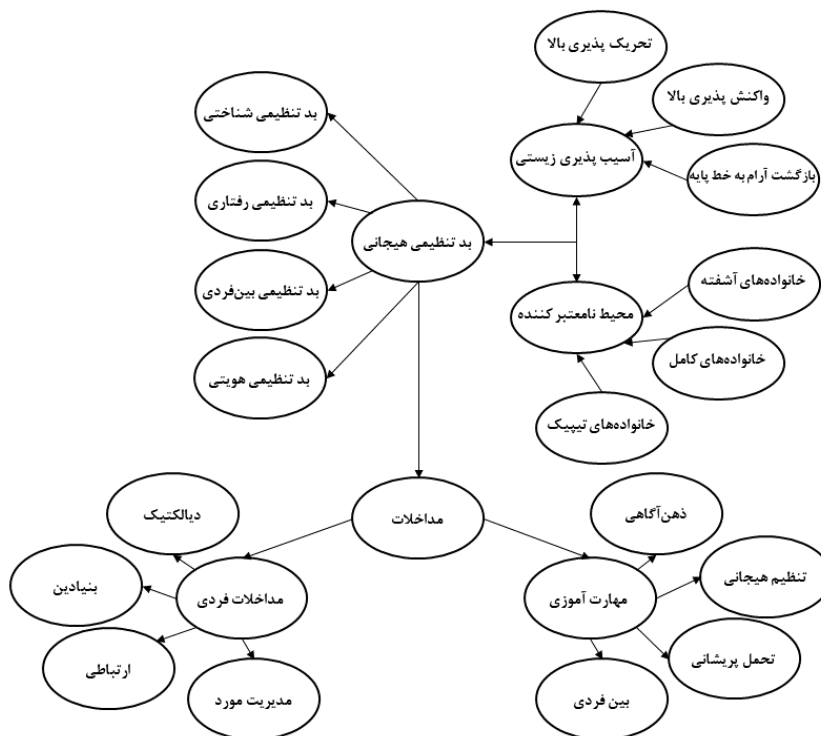 تحریک پذیری بالا
واکنش پذیری بالا
بازگشت آرام به خط پایه
آسیب پذیری زیستی
بد تنظیمی شناختی
بد تنظیمی رفتاری
بد تنظیمی هیجانی
بد تنظیمی بین‌فردی
بد تنظیمی هویتی
خانواده‌های آشفته
محیط نامعتبر کننده
خانواده‌های کامل
خانواده‌های تیپیک
مداخلات
ذهن‌آگاهی
تنظیم هیجانی
مهارت آموزی
تحمل پریشانی
بین فردی
دیالکتیک
بنیادین
مداخلات فردی
ارتباطی
مدیریت مورد